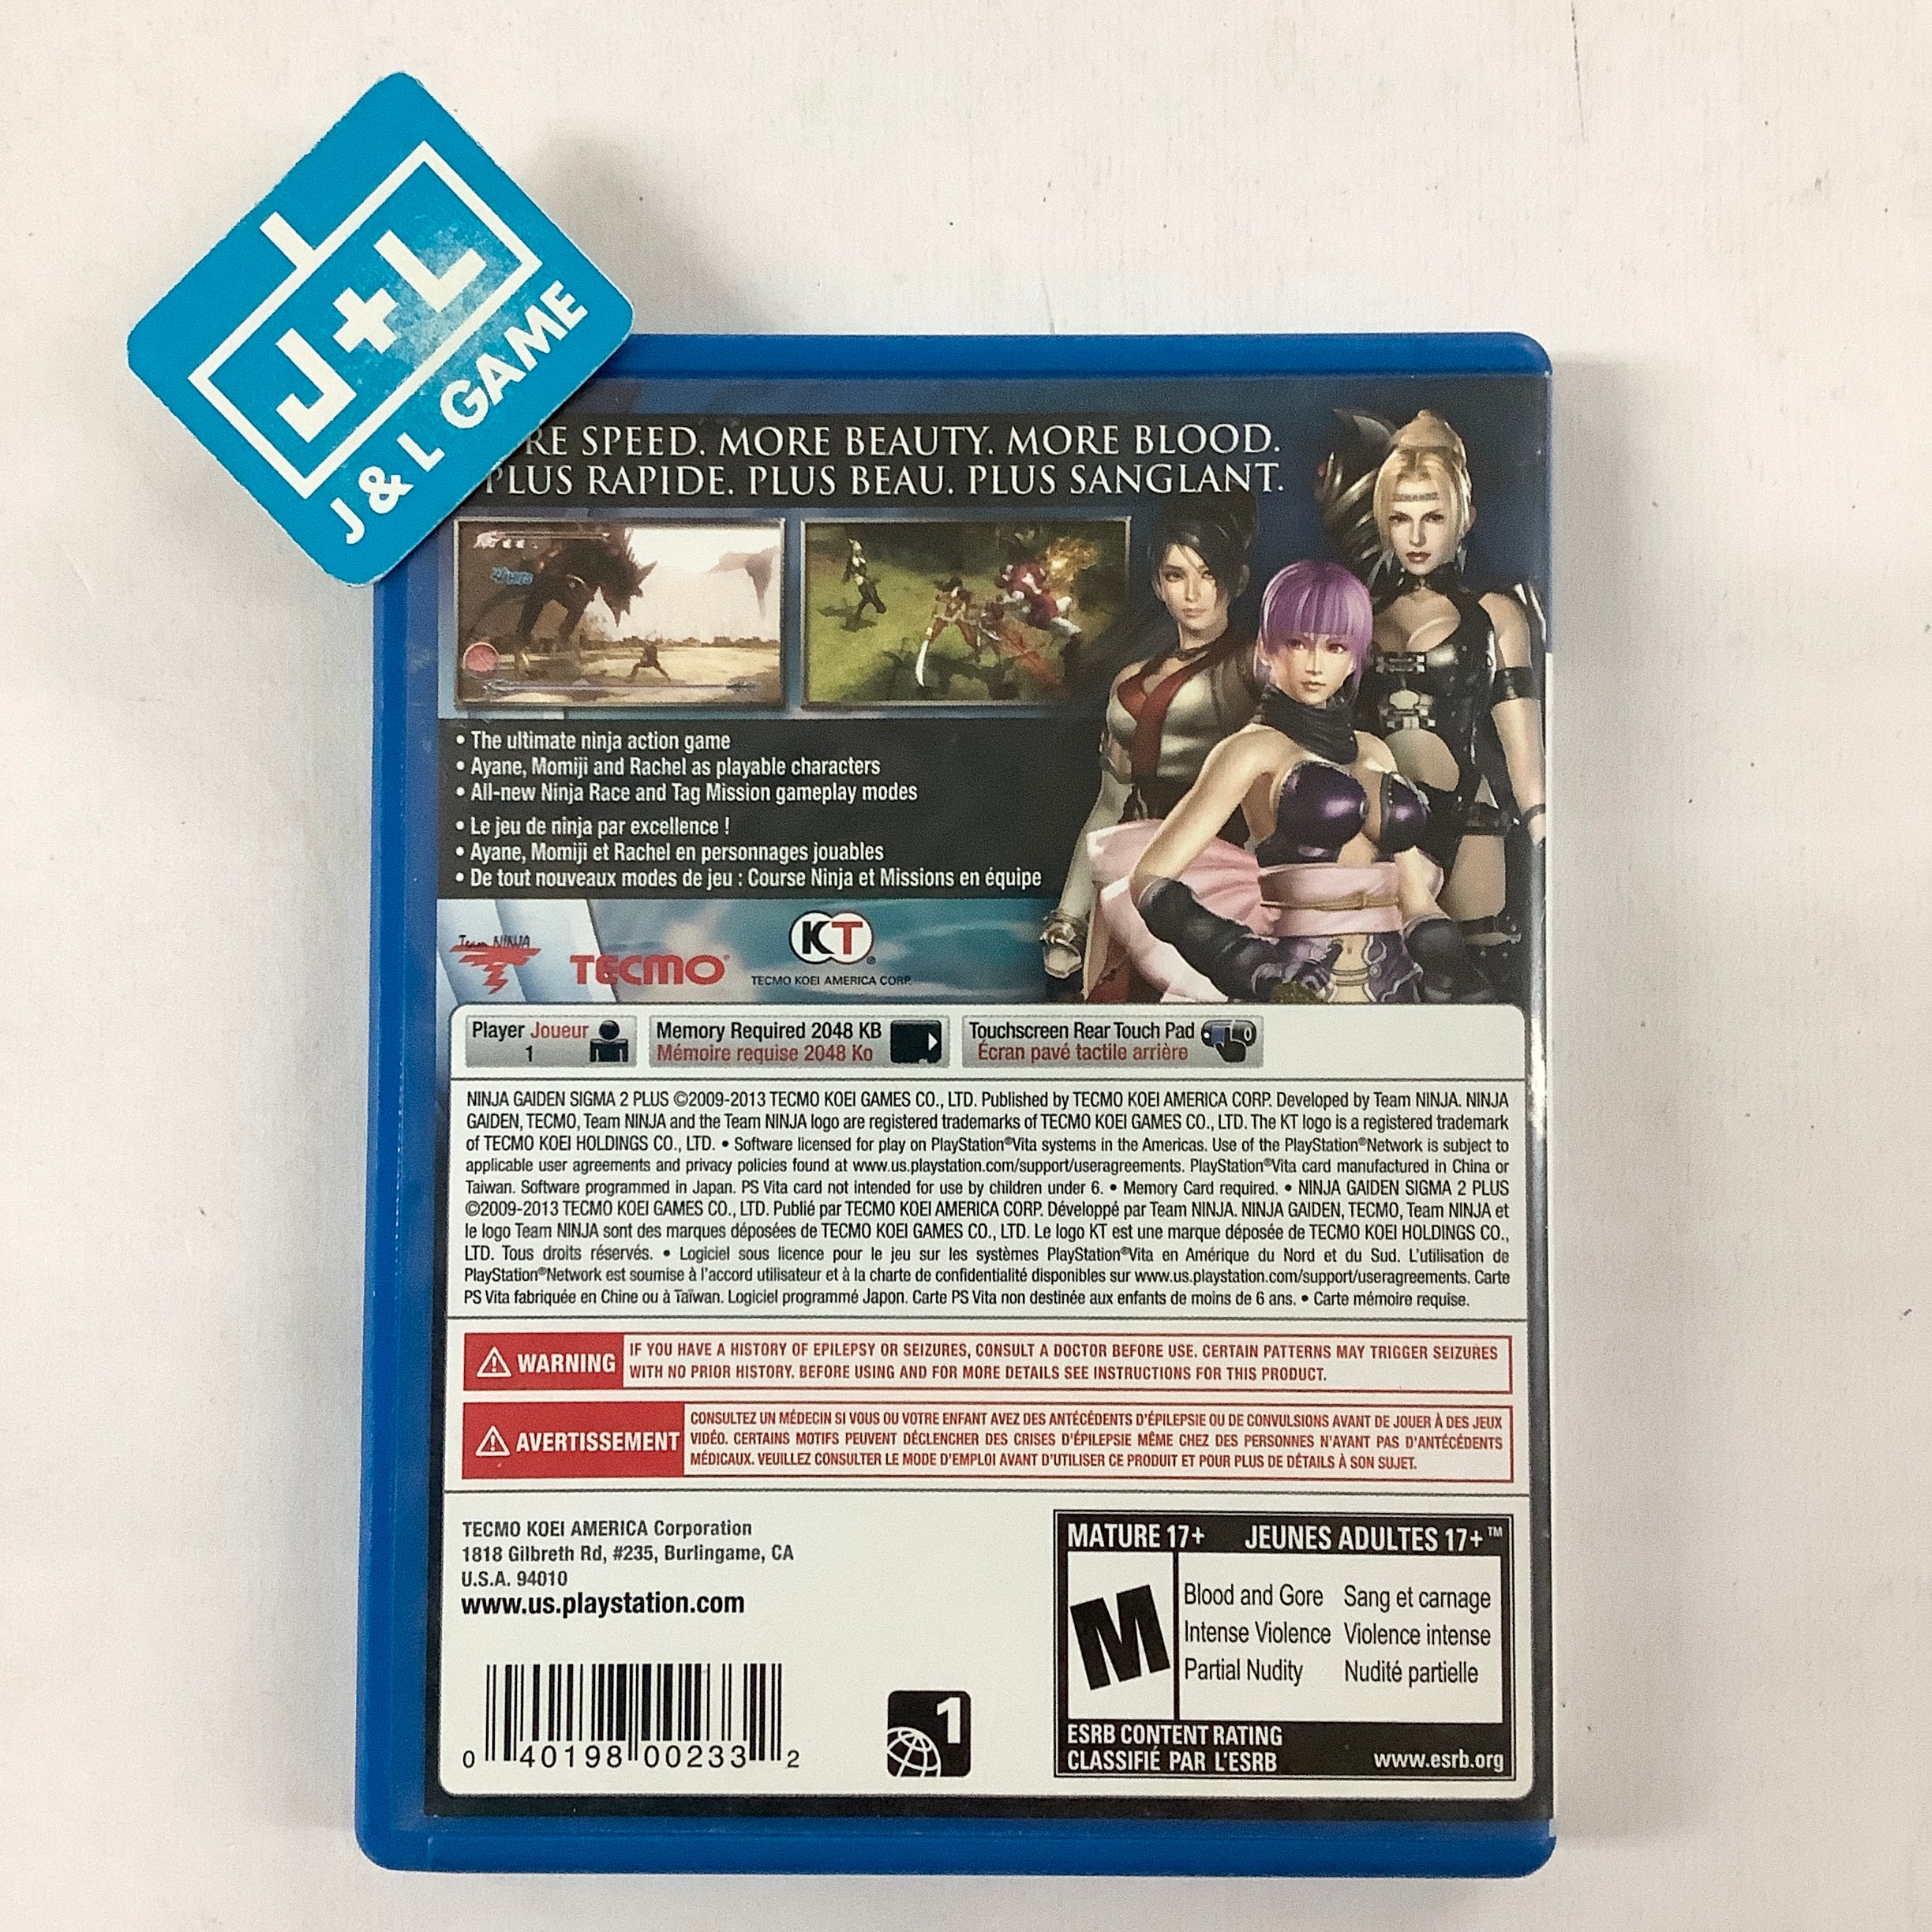 J+L
J & L GAME
SPEED. MORE BEAUTY. MORE BLOOD.
PLUS RAPIDE. PLUS BEAU. PLUS SANGLANT.
• The ultimate ninja action game
• Ayane, Momiji and Rachel as playable characters
• All-new Ninja Race and Tag Mission gameplay modes
• Le jeu de ninja par excellence !
• Ayane, Momiji et Rachel en personnages jouables
• De tout nouveaux modes de jeu : Course Ninja et Missions en équipe
Team NINJA
TECMO®
KT®
TECMO KOEI AMERICA CORP.
Player Joueur
1
Memory Required 2048 KB
Mémoire requise 2048 Ko
Touchscreen Rear Touch Pad
Écran pavé tactile arrière
NINJA GAIDEN SIGMA 2 PLUS ©2009-2013 TECMO KOEI GAMES CO., LTD. Published by TECMO KOEI AMERICA CORP. Developed by Team NINJA. NINJA
GAIDEN, TECMO, Team NINJA and the Team NINJA logo are registered trademarks of TECMO KOEI GAMES CO., LTD. The KT logo is a registered trademark
of TECMO KOEI HOLDINGS CO., LTD. • Software licensed for play on PlayStation®Vita systems in the Americas. Use of the PlayStation®Network is subject to
applicable user agreements and privacy policies found at www.us.playstation.com/support/useragreements. PlayStation®Vita card manufactured in China or
Taiwan. Software programmed in Japan. PS Vita card not intended for use by children under 6. • Memory Card required. • NINJA GAIDEN SIGMA 2 PLUS
©2009-2013 TECMO KOEI GAMES CO., LTD. Publié par TECMO KOEI AMERICA CORP. Développé par Team NINJA. NINJA GAIDEN, TECMO, Team NINJA et
le logo Team NINJA sont des marques déposées de TECMO KOEI GAMES CO., LTD. Le logo KT est une marque déposée de TECMO KOEI HOLDINGS CO.,
LTD. Tous droits réservés. • Logiciel sous licence pour le jeu sur les systèmes PlayStation®Vita en Amérique du Nord et du Sud. L'utilisation de
PlayStation®Network est soumise à l'accord utilisateur et à la charte de confidentialité disponibles sur www.us.playstation.com/support/useragreements. Carte
PS Vita fabriquée en Chine ou à Taïwan. Logiciel programmé Japon. Carte PS Vita non destinée aux enfants de moins de 6 ans. • Carte mémoire requise.
WARNING
IF YOU HAVE A HISTORY OF EPILEPSY OR SEIZURES, CONSULT A DOCTOR BEFORE USE. CERTAIN PATTERNS MAY TRIGGER SEIZURES
WITH NO PRIOR HISTORY. BEFORE USING AND FOR MORE DETAILS SEE INSTRUCTIONS FOR THIS PRODUCT.
AVERTISSEMENT
CONSULTEZ UN MÉDECIN SI VOUS OU VOTRE ENFANT AVEZ DES ANTÉCÉDENTS D'ÉPILEPSIE OU DE CONVULSIONS AVANT DE JOUER À DES JEUX
VIDÉO. CERTAINS MOTIFS PEUVENT DÉCLENCHER DES CRISES D'ÉPILEPSIE MÊME CHEZ DES PERSONNES N'AYANT PAS D'ANTÉCÉDENTS
MÉDICAUX. VEUILLEZ CONSULTER LE MODE D'EMPLOI AVANT D'UTILISER CE PRODUIT ET POUR PLUS DE DÉTAILS À SON SUJET.
TECMO KOEI AMERICA Corporation
1818 Gilbreth Rd, #235, Burlingame, CA
U.S.A. 94010
www.us.playstation.com
0 40198 00233 2
1
MATURE 17+ JEUNES ADULTES 17+™
M
Blood and Gore Sang et carnage
Intense Violence Violence intense
Partial Nudity Nudité partielle
ESRB CONTENT RATING
CLASSIFIÉ PAR L'ESRB www.esrb.org